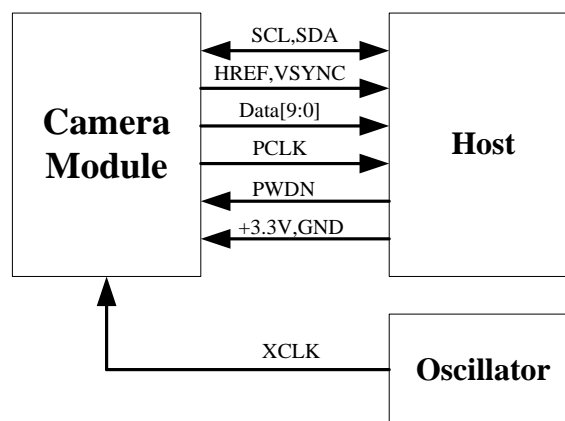 SCL,SDA
HREF,VSYNC
Data[9:0]
PCLK
PWDN
+3.3V,GND
Camera
Module
Host
XCLK
Oscillator